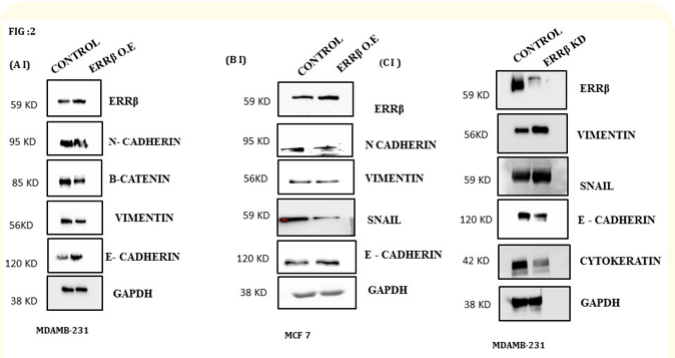 FIG :2
(A I)
CONTROL
ERRβ O.E
59 KD
ERRβ
95 KD
N- CADHERIN
85 KD
B-CATENIN
56KD
VIMENTIN
120 KD
E- CADHERIN
38 KD
GAPDH
MDAMB-231
(B I)
CONTROL
ERRβ O.E
59 KD
ERRβ
95 KD
N CADHERIN
56KD
VIMENTIN
59 KD
SNAIL
120 KD
E - CADHERIN
38 KD
GAPDH
MCF 7
(C I )
CONTROL
ERRβ KD
59 KD
ERRβ
56KD
VIMENTIN
59 KD
SNAIL
120 KD
E - CADHERIN
42 KD
CYTOKERATIN
38 KD
GAPDH
MDAMB-231